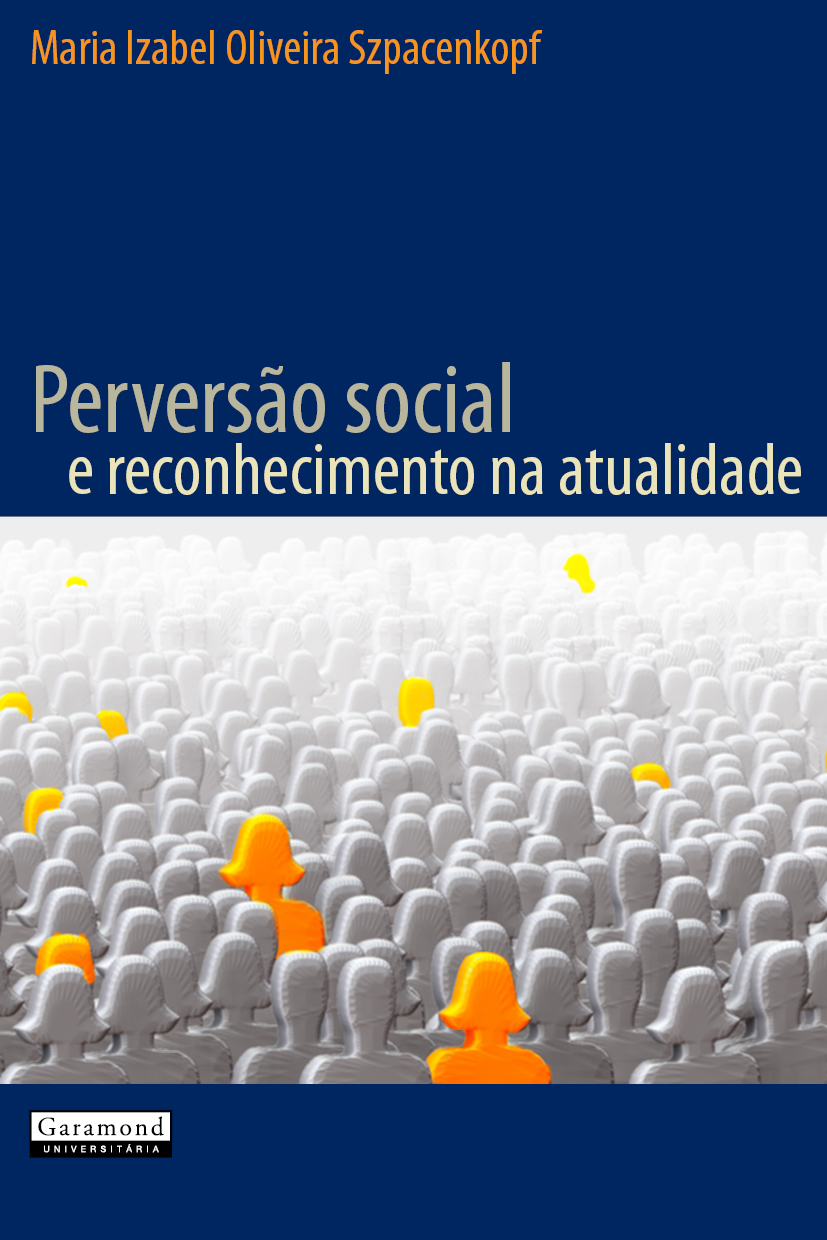 Maria Izabel Oliveira Szpacenkopf
Perversão social
e reconhecimento na atualidade
Garamond
UNIVERSITÁRIA